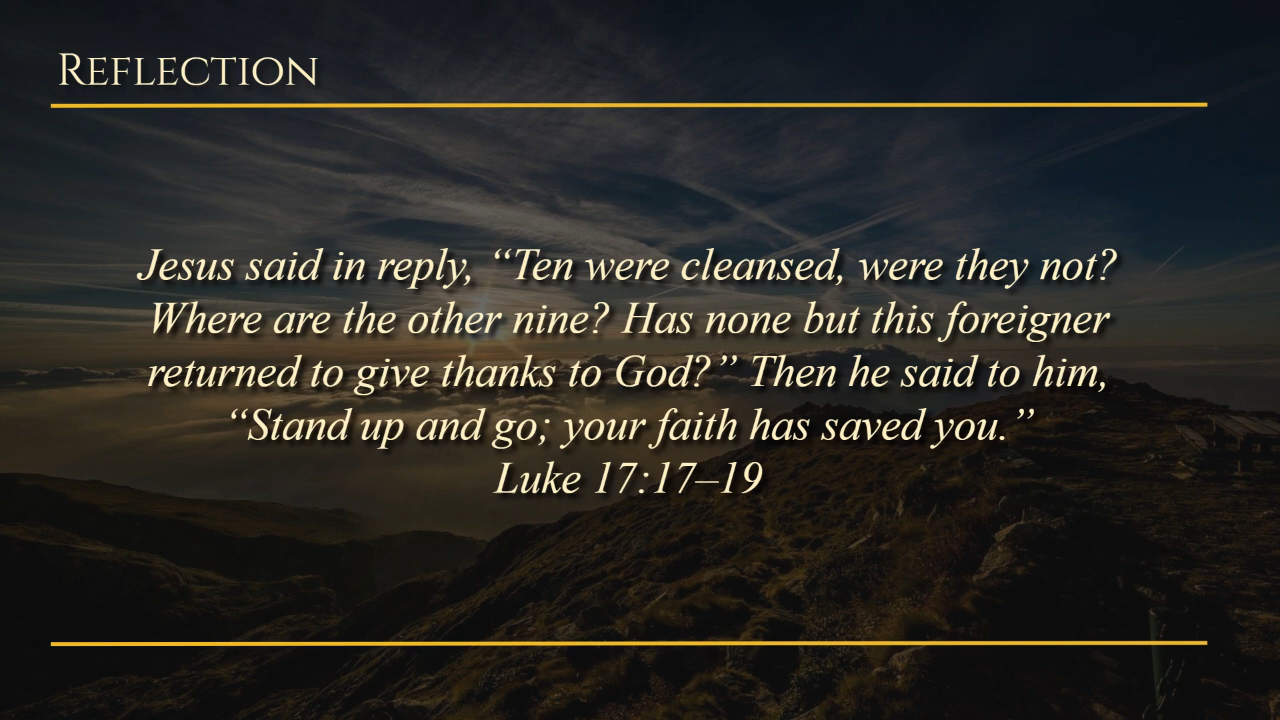 Reflection
Jesus said in reply, “Ten were cleansed, were they not?
Where are the other nine? Has none but this foreigner
returned to give thanks to God?” Then he said to him,
“Stand up and go; your faith has saved you.”
Luke 17:17–19